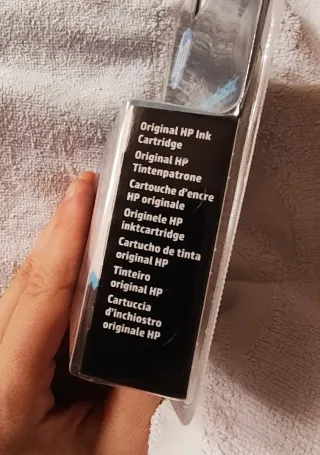 Original HP Ink
Cartridge
Original HP
Tintenpatrone
Cartouche d'encre
HP originale
Originele HP
inktcartridge
Cartucho de tinta
original HP
Tinteiro
original HP
Cartuccia
d'inchiostro
originale HP